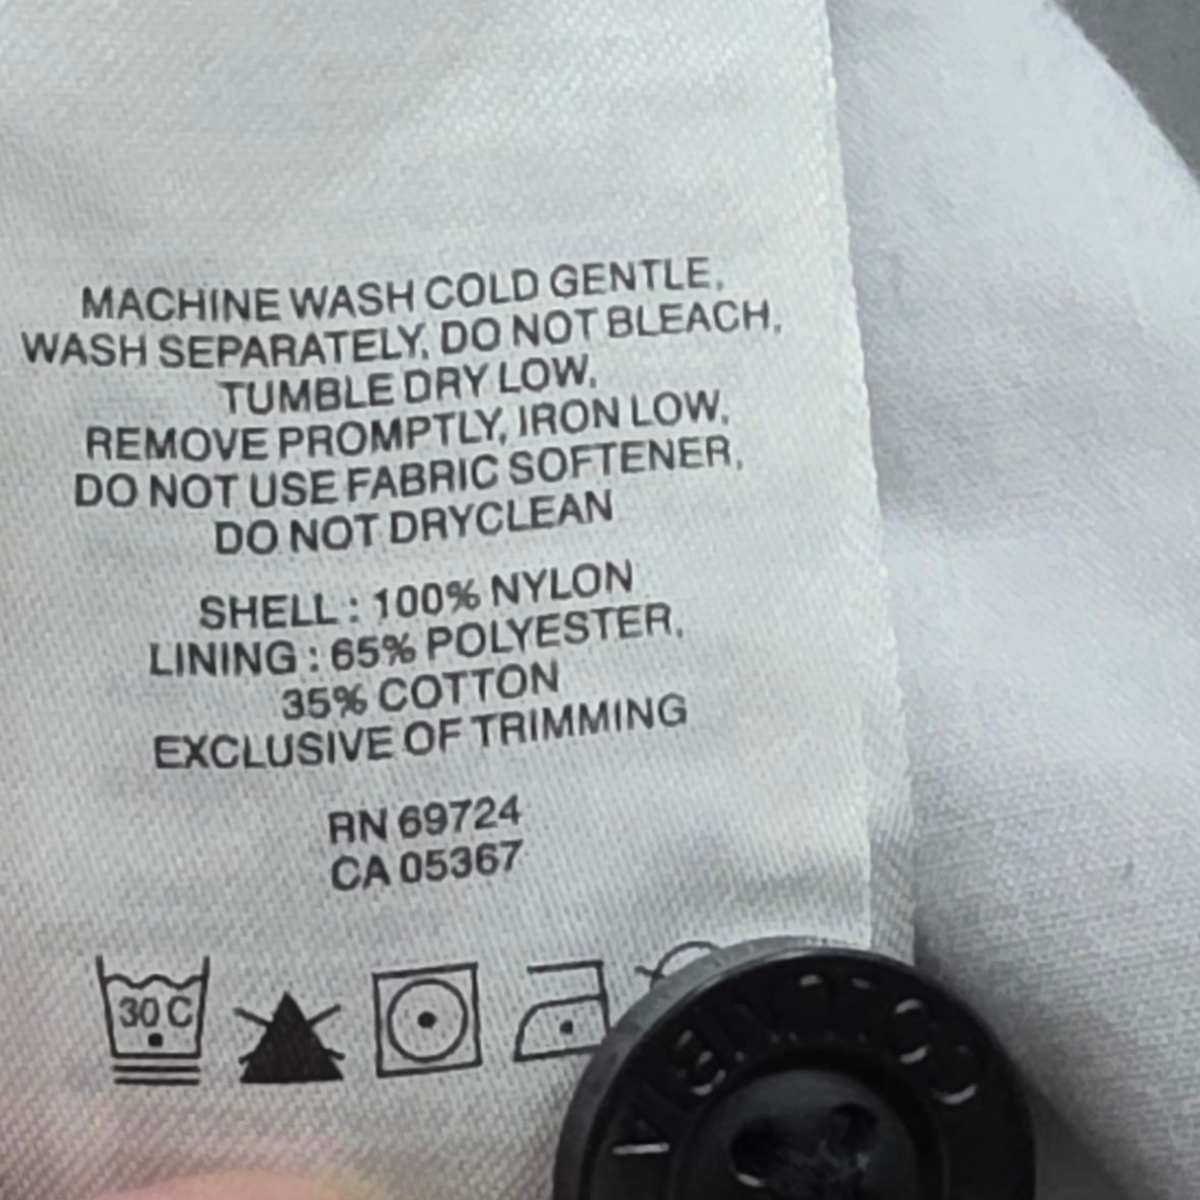 MACHINE WASH COLD GENTLE,
WASH SEPARATELY, DO NOT BLEACH,
TUMBLE DRY LOW,
REMOVE PROMPTLY, IRON LOW,
DO NOT USE FABRIC SOFTENER,
DO NOT DRYCLEAN
SHELL : 100% NYLON
LINING : 65% POLYESTER,
35% COTTON
EXCLUSIVE OF TRIMMING
RN 69724
CA 05367
30 C